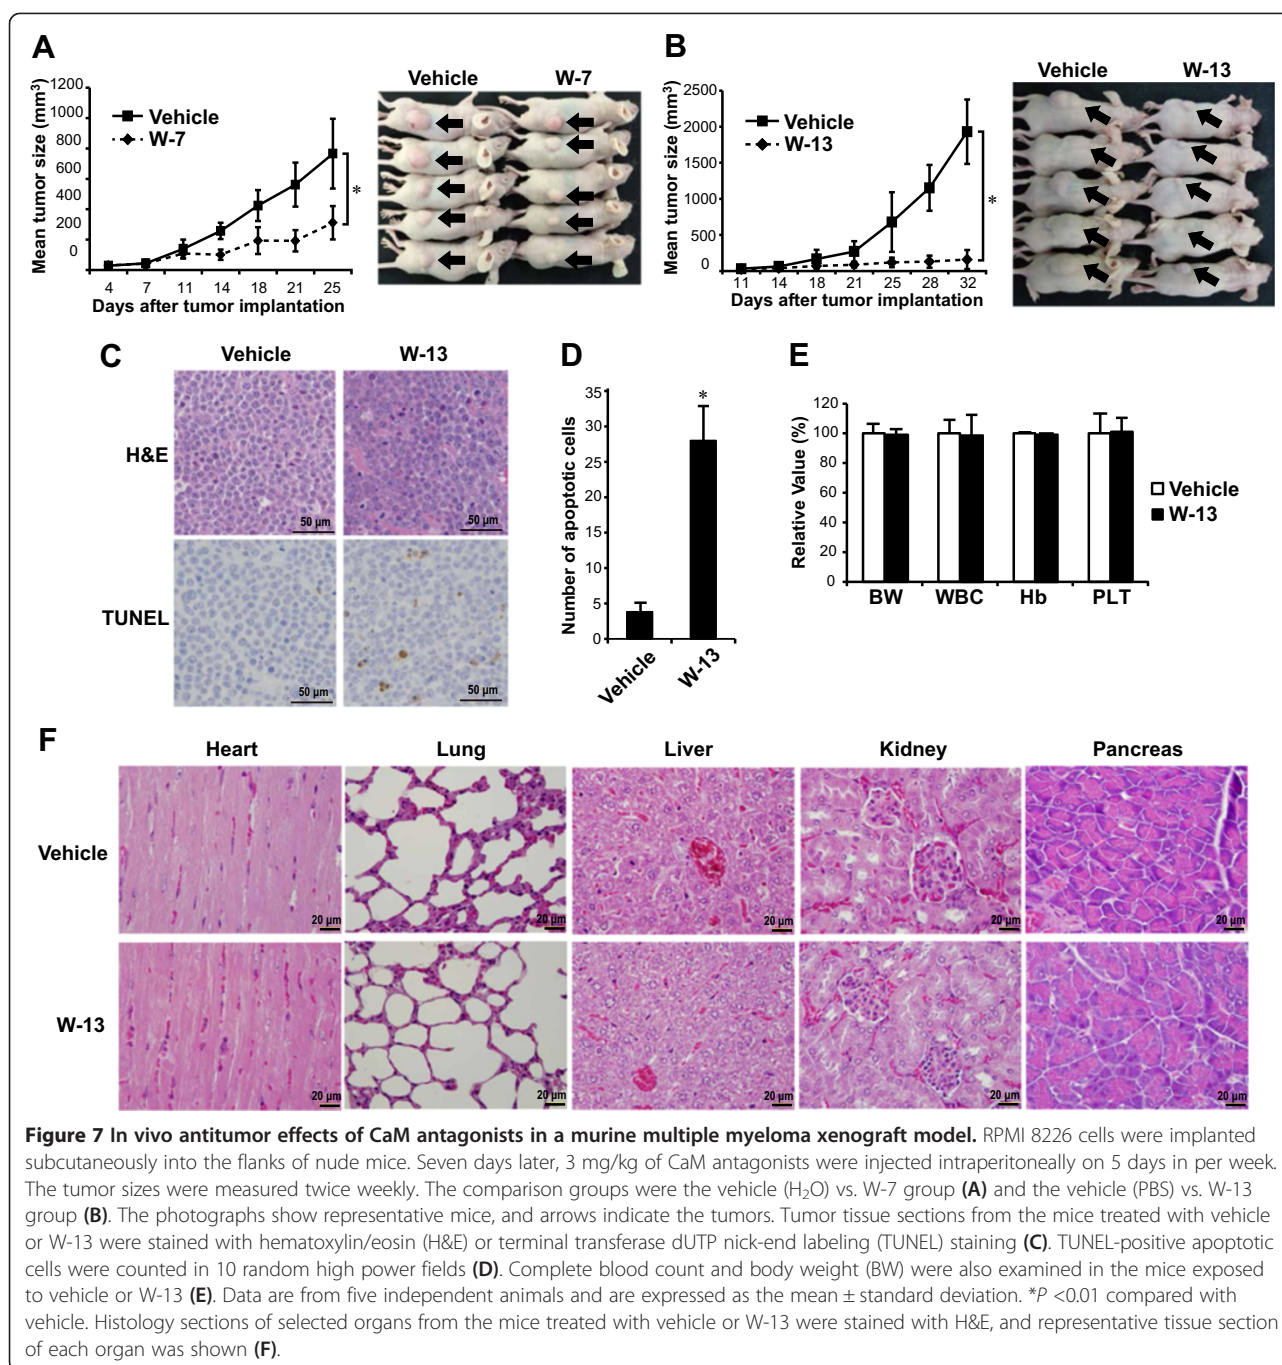 A
Vehicle
W-7
Mean tumor size (mm³)
1200
1000
800
600
400
200
0
Vehicle
W-7
*
4 7 11 14 18 21 25
Days after tumor implantation
B
Vehicle
W-13
Mean tumor size (mm³)
2500
2000
1500
1000
500
0
Vehicle
W-13
*
11 14 18 21 25 28 32
Days after tumor implantation
C
Vehicle
W-13
H&E
50 µm
50 µm
TUNEL
50 µm
50 µm
D
Number of apoptotic cells
35
30
25
20
15
10
5
0
*
Vehicle
W-13
E
Relative Value (%)
120
100
80
60
40
20
0
BW WBC Hb PLT
Vehicle
W-13
F
Heart Lung Liver Kidney Pancreas
Vehicle
20 µm 20 µm 20 µm 20 µm 20 µm
W-13
20 µm 20 µm 20 µm 20 µm 20 µm
Figure 7 In vivo antitumor effects of CaM antagonists in a murine multiple myeloma xenograft model. RPMI 8226 cells were implanted
subcutaneously into the flanks of nude mice. Seven days later, 3 mg/kg of CaM antagonists were injected intraperitoneally on 5 days in per week.
The tumor sizes were measured twice weekly. The comparison groups were the vehicle (H₂O) vs. W-7 group (A) and the vehicle (PBS) vs. W-13
group (B). The photographs show representative mice, and arrows indicate the tumors. Tumor tissue sections from the mice treated with vehicle
or W-13 were stained with hematoxylin/eosin (H&E) or terminal transferase dUTP nick-end labeling (TUNEL) staining (C). TUNEL-positive apoptotic
cells were counted in 10 random high power fields (D). Complete blood count and body weight (BW) were also examined in the mice exposed
to vehicle or W-13 (E). Data are from five independent animals and are expressed as the mean ± standard deviation. *P <0.01 compared with
vehicle. Histology sections of selected organs from the mice treated with vehicle or W-13 were stained with H&E, and representative tissue section
of each organ was shown (F).